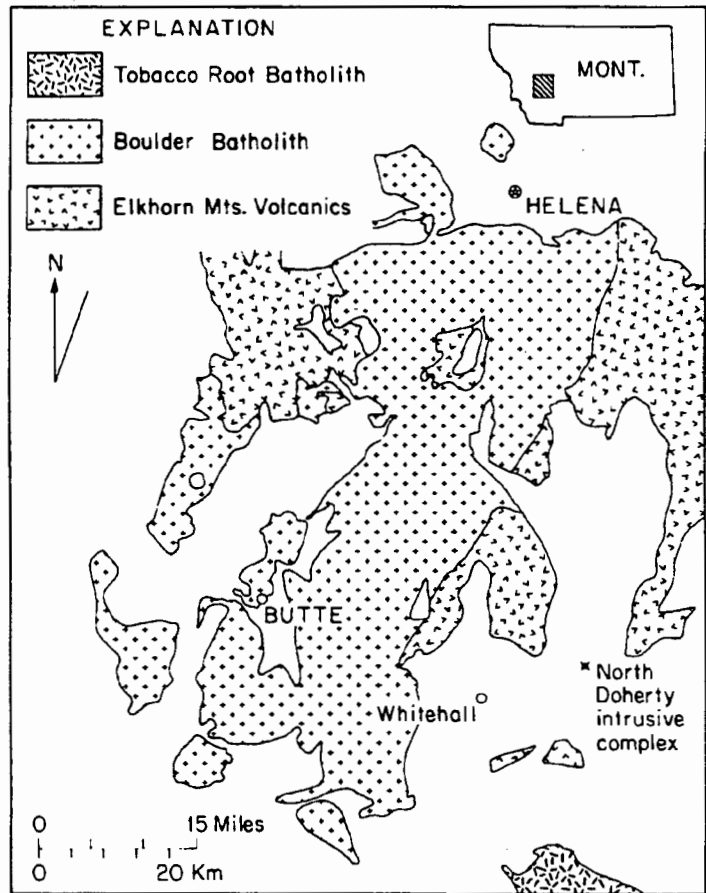 EXPLANATION
Tobacco Root Batholith
Boulder Batholith
Elkhorn Mts. Volcanics
MONT.
N
HELENA
BUTTE
Whitehall
North
Doherty
intrusive
complex
0 15 Miles
0 20 Km